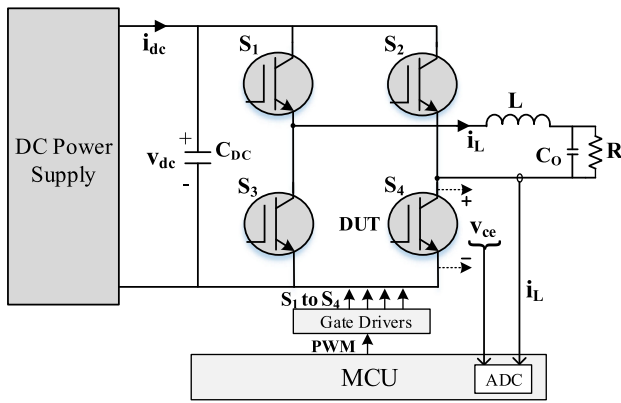 DC Power
Supply
i_dc
+
v_dc
-
C_DC
S_1
S_2
S_3
S_4
DUT
L
i_L
C_O
R
+
v_ce
-
i_L
S_1 to S_4
Gate Drivers
PWM
MCU
ADC